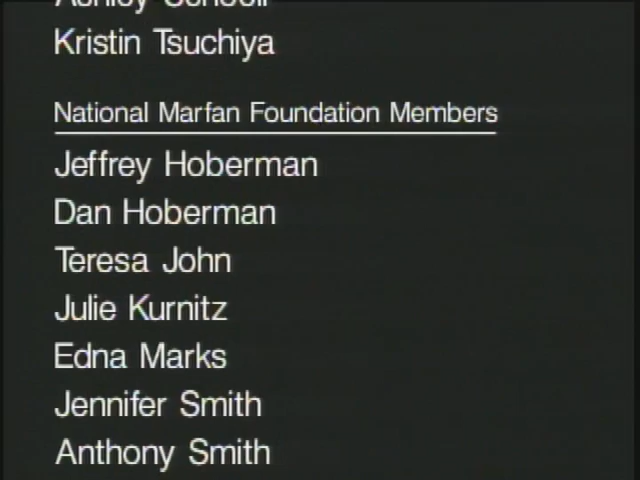 Kristin Tsuchiya
National Marfan Foundation Members
Jeffrey Hoberman
Dan Hoberman
Teresa John
Julie Kurnitz
Edna Marks
Jennifer Smith
Anthony Smith